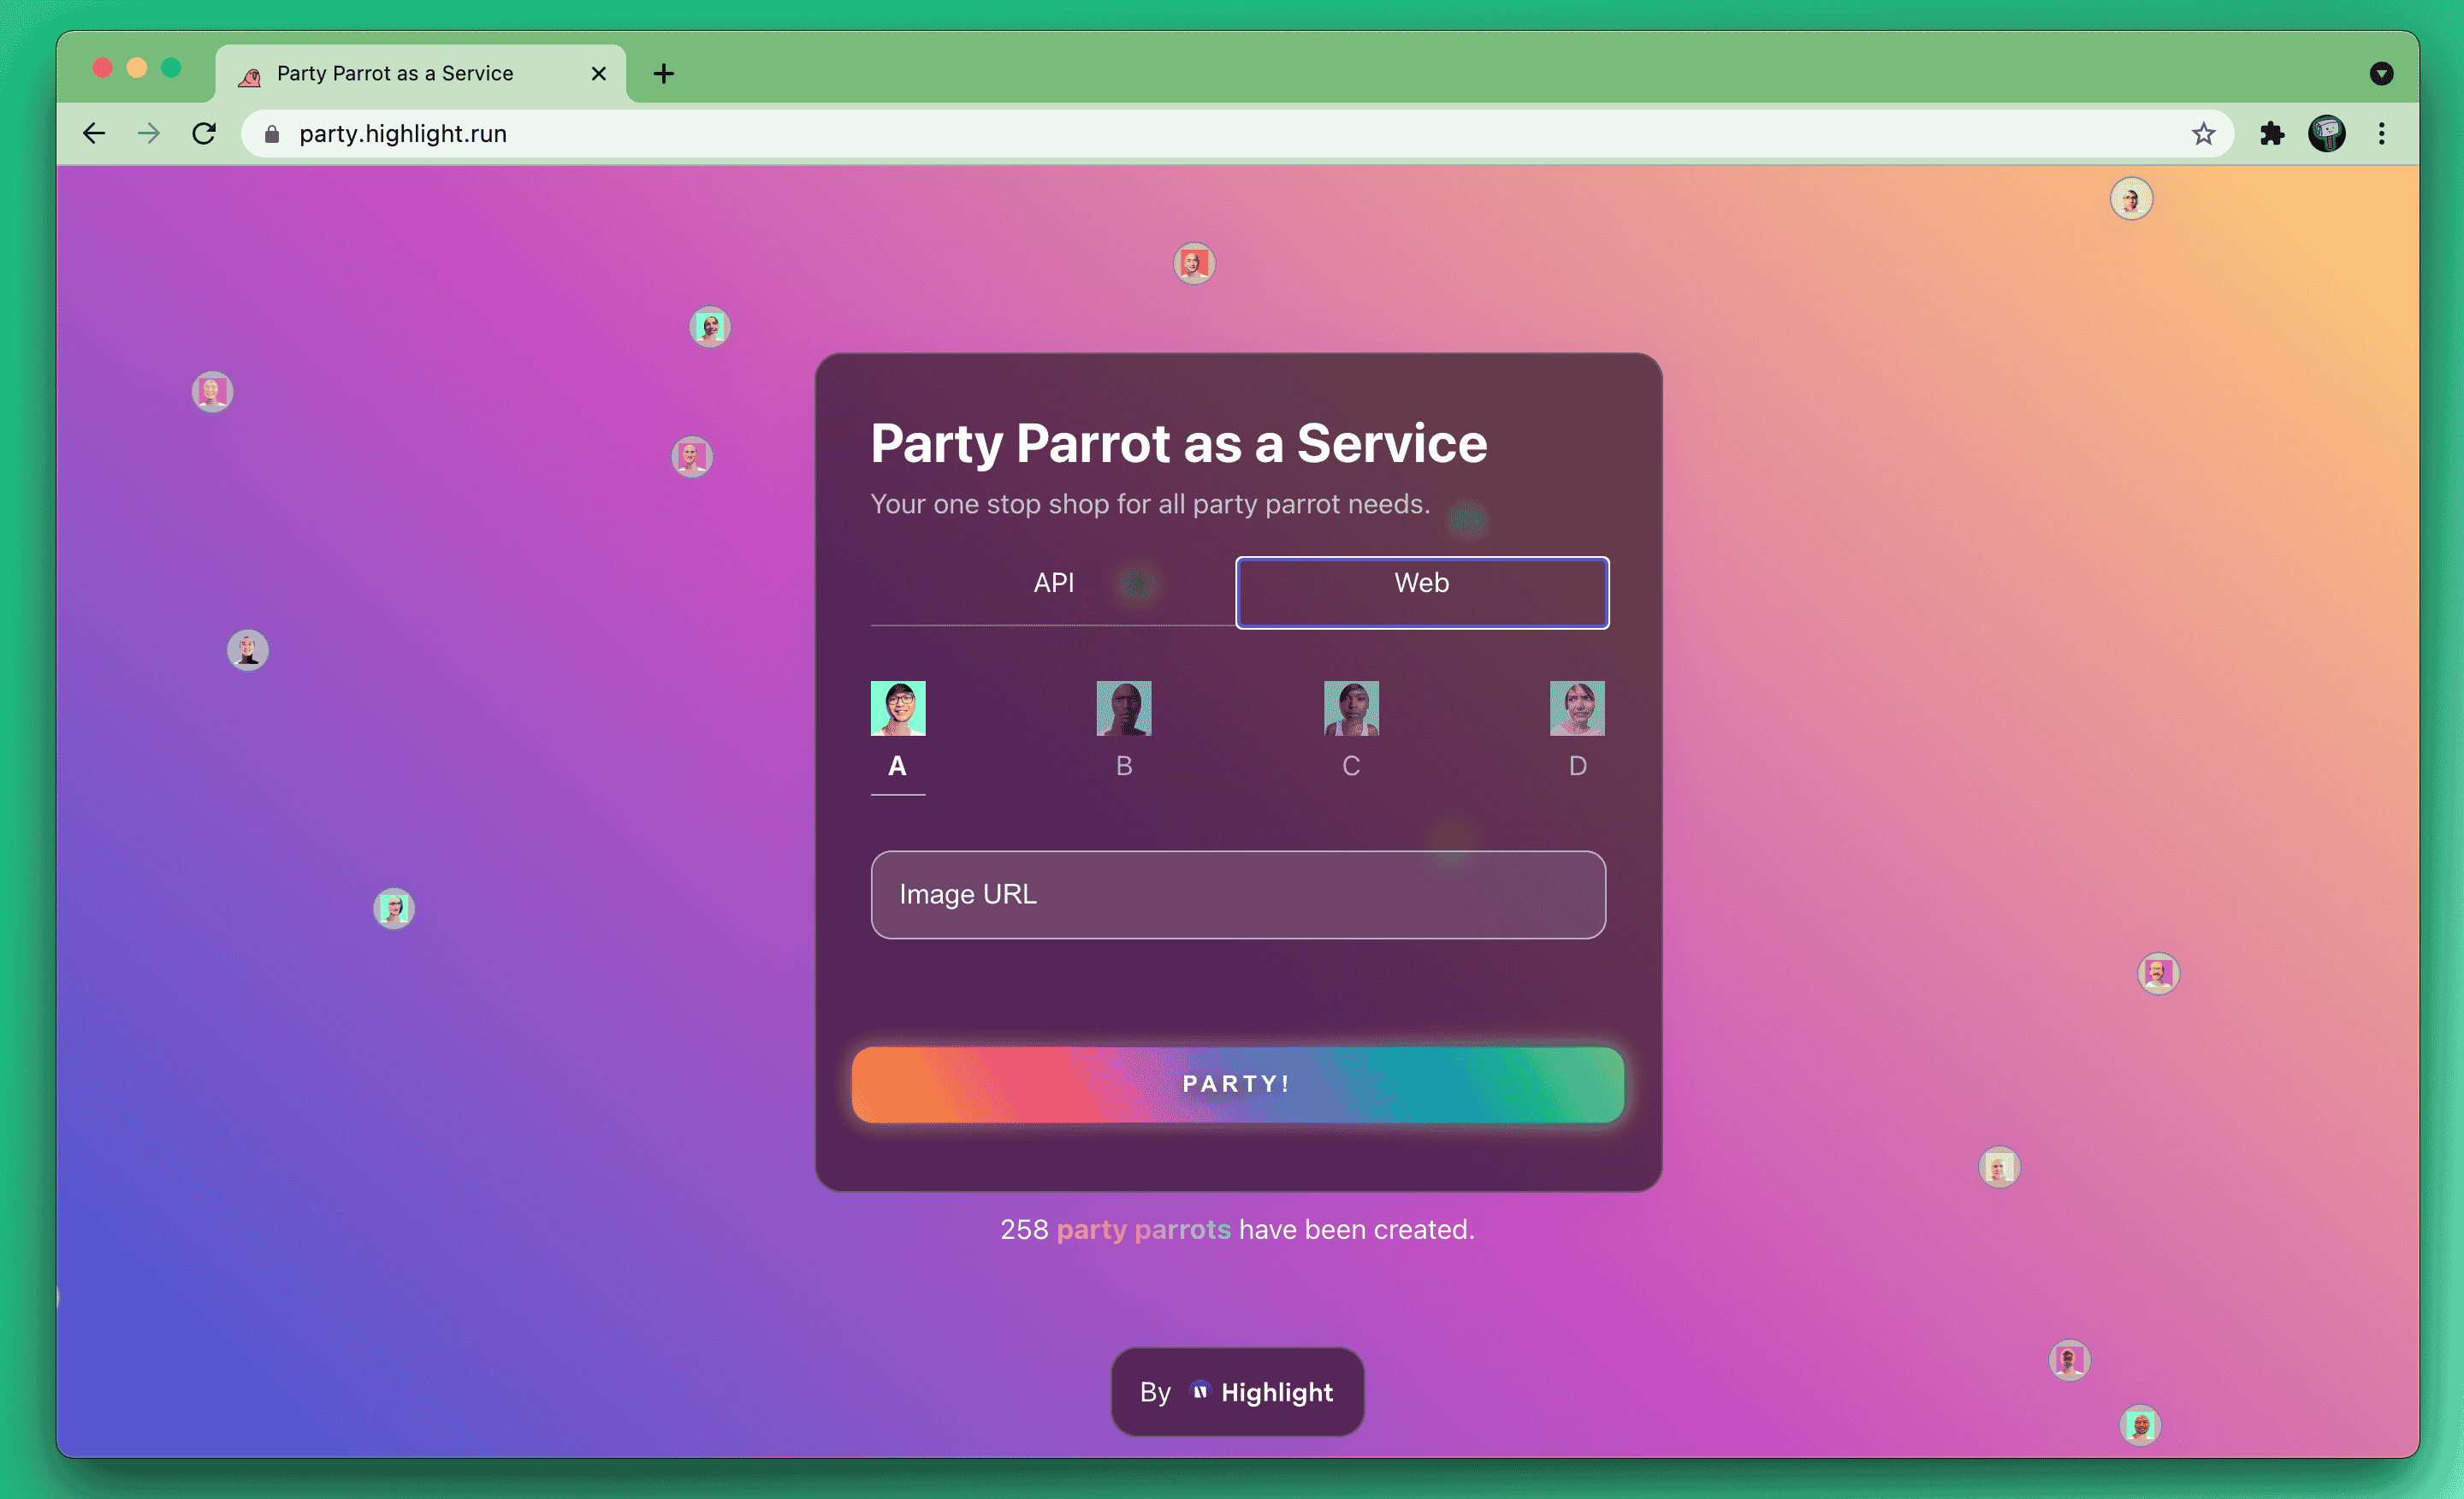 Party Parrot as a Service
party.highlight.run
Party Parrot as a Service
Your one stop shop for all party parrot needs.
API
Web
A
B
C
D
Image URL
PARTY!
258 party parrots have been created.
By Highlight